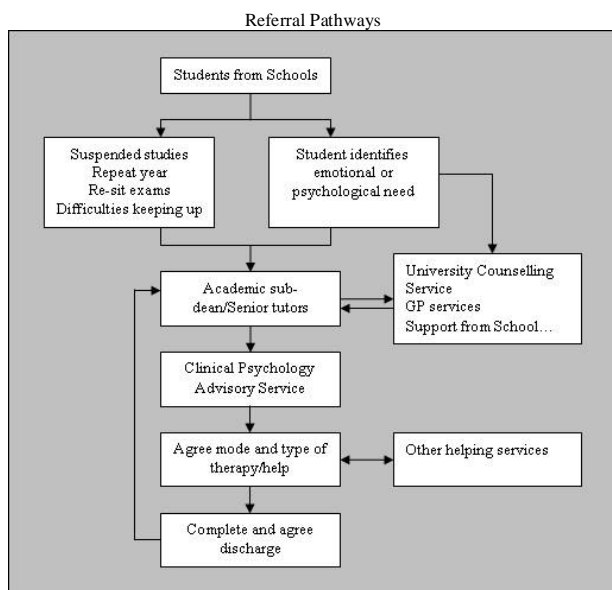 Referral Pathways
Students from Schools
Suspended studies
Repeat year
Re-sit exams
Difficulties keeping up
Student identifies
emotional or
psychological need
University Counselling
Service
GP services
Support from School…
Academic sub-
dean/Senior tutors
Clinical Psychology
Advisory Service
Agree mode and type of
therapy/help
Other helping services
Complete and agree
discharge